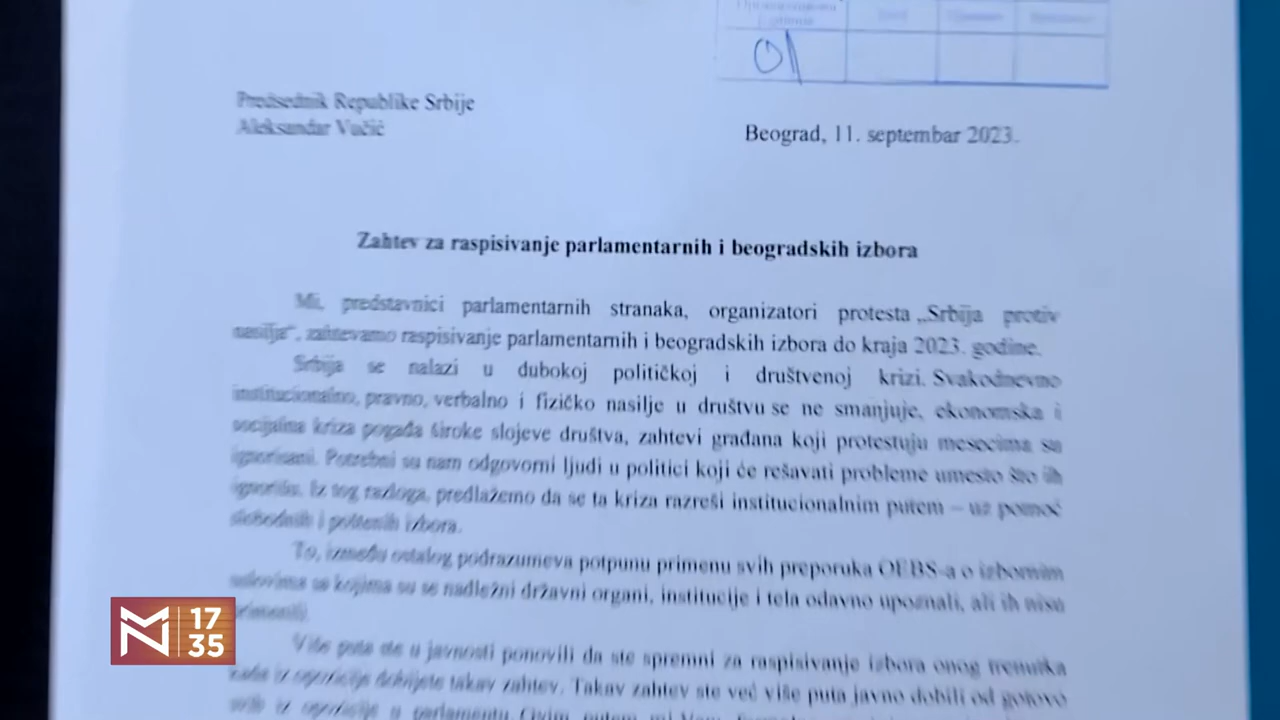 01
Predsednik Republike Srbije
Aleksandar Vučić
Beograd, 11. septembar 2023.
Zahtev za raspisivanje parlamentarnih i beogradskih izbora
Mi, predstavnici parlamentarnih stranaka, organizatori protesta „Srbija protiv
nasilja“, zahtevamo raspisivanje parlamentarnih i beogradskih izbora do kraja 2023. godine.
Srbija se nalazi u dubokoj političkoj i društvenoj krizi. Svakodnevno
institucionalno, pravno, verbalno i fizičko nasilje u društvu se ne smanjuje, ekonomska i
socijalna kriza pogađa široke slojeve društva, zahtevi građana koji protestuju mesecima su
ignorisani. Potrebni su nam odgovorni ljudi u politici koji će rešavati probleme umesto što ih
ignorišu. Iz tog razloga, predlažemo da se ta kriza razreši institucionalnim putem – uz pomoć
slobodnih i poštenih izbora.
To, između ostalog podrazumeva potpunu primenu svih preporuka OEBS-a o izbornim
uslovima sa kojima su se nadležni državni organi, institucije i tela odavno upoznali, ali ih nisu
primenili.
Više puta ste u javnosti ponovili da ste spremni za raspisivanje izbora onog trenutka
kada iz opozicije dobijete takav zahtev. Takav zahtev ste već više puta javno dobili od gotovo
svih iz opozicije u parlamentu. Ovim putem mi Vam
N 17
35